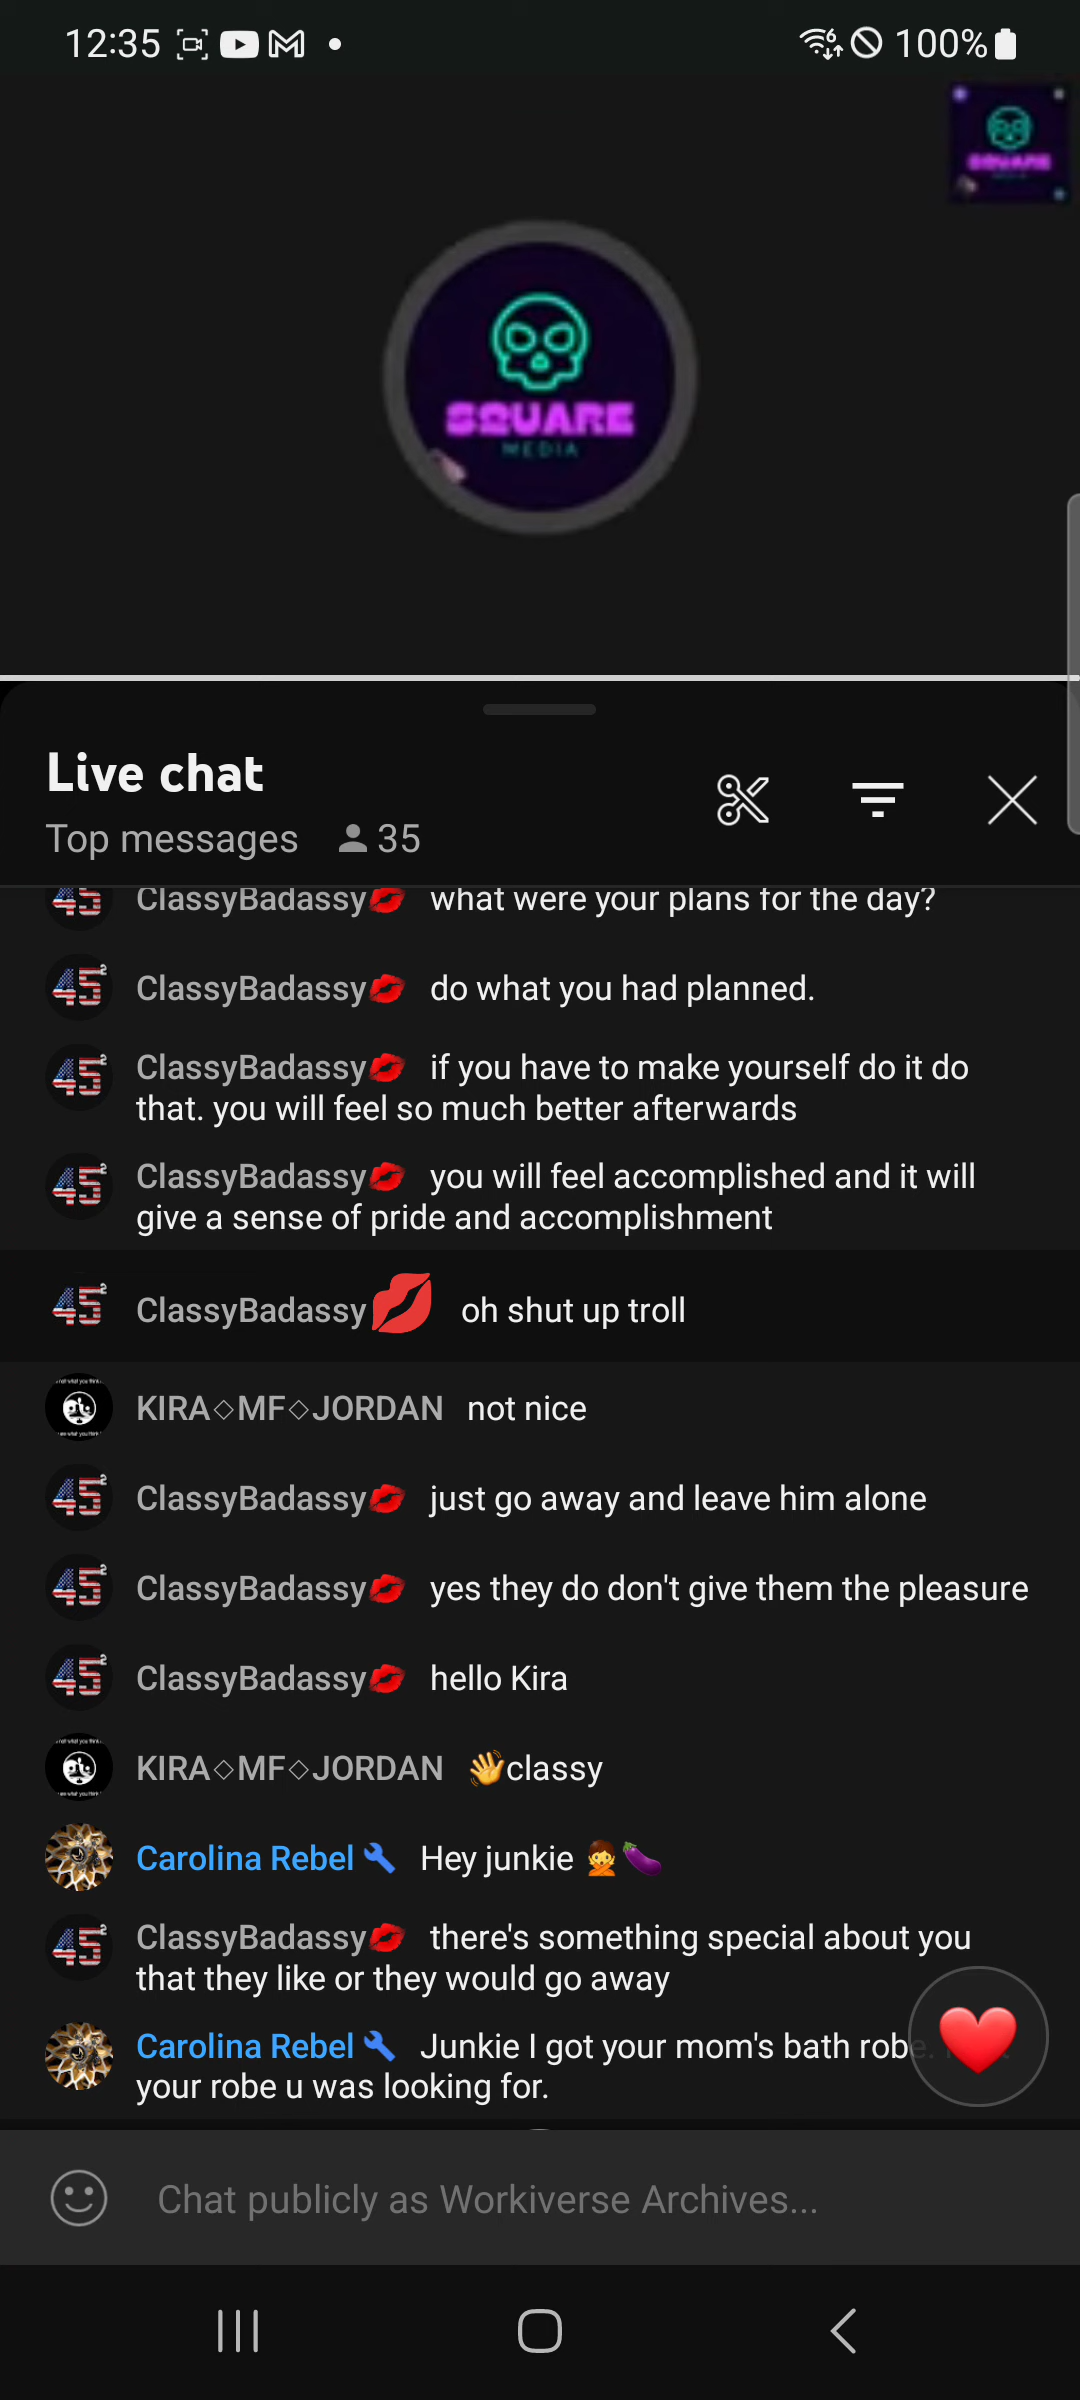 12:35
100%
SQUARE
SQUARE
MEDIA
Live chat
Top messages 35
ClassyBadassy💋 what were your plans for the day?
ClassyBadassy💋 do what you had planned.
ClassyBadassy💋 if you have to make yourself do it do
that. you will feel so much better afterwards
ClassyBadassy💋 you will feel accomplished and it will
give a sense of pride and accomplishment
ClassyBadassy💋 oh shut up troll
KIRA◇MF◇JORDAN not nice
ClassyBadassy💋 just go away and leave him alone
ClassyBadassy💋 yes they do don't give them the pleasure
ClassyBadassy💋 hello Kira
KIRA◇MF◇JORDAN 👋classy
Carolina Rebel Hey junkie 🙊🍆
ClassyBadassy💋 there's something special about you
that they like or they would go away
Carolina Rebel Junkie I got your mom's bath robe.
your robe u was looking for.
Chat publicly as Workiverse Archives...